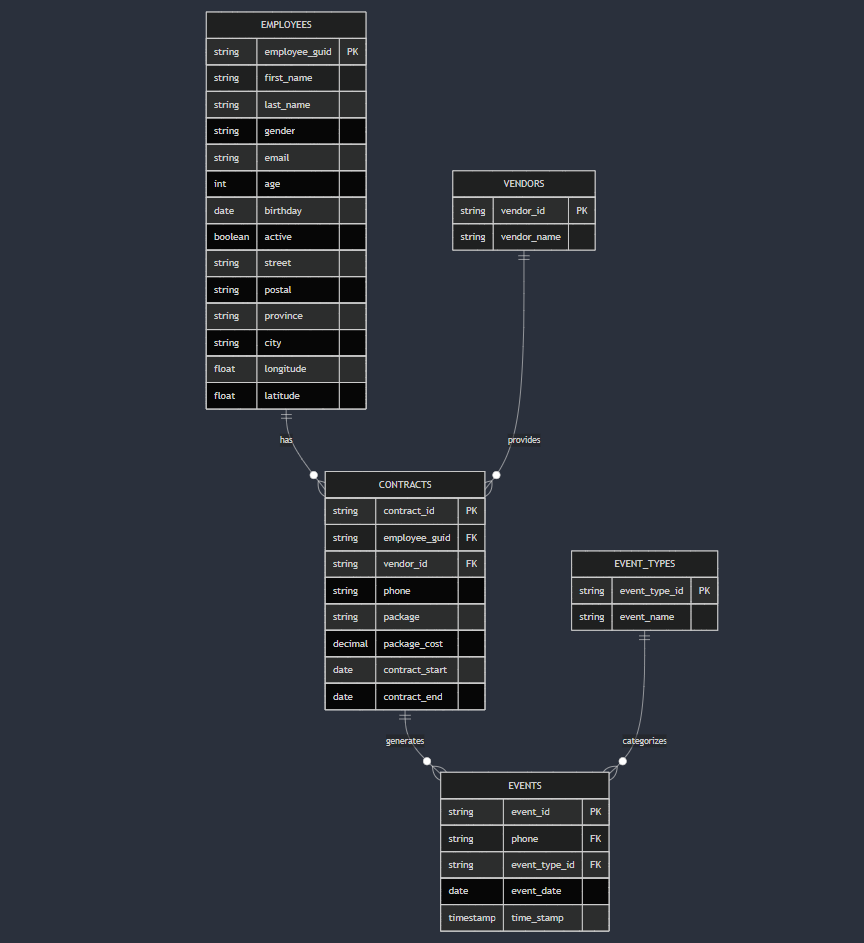 EMPLOYEES
string employee_guid PK
string first_name
string last_name
string gender
string email
int age
date birthday
boolean active
string street
string postal
string province
string city
float longitude
float latitude
VENDORS
string vendor_id PK
string vendor_name
has
provides
CONTRACTS
string contract_id PK
string employee_guid FK
string vendor_id FK
string phone
string package
decimal package_cost
date contract_start
date contract_end
EVENT_TYPES
string event_type_id PK
string event_name
generates
categorizes
EVENTS
string event_id PK
string phone FK
string event_type_id FK
date event_date
timestamp time_stamp